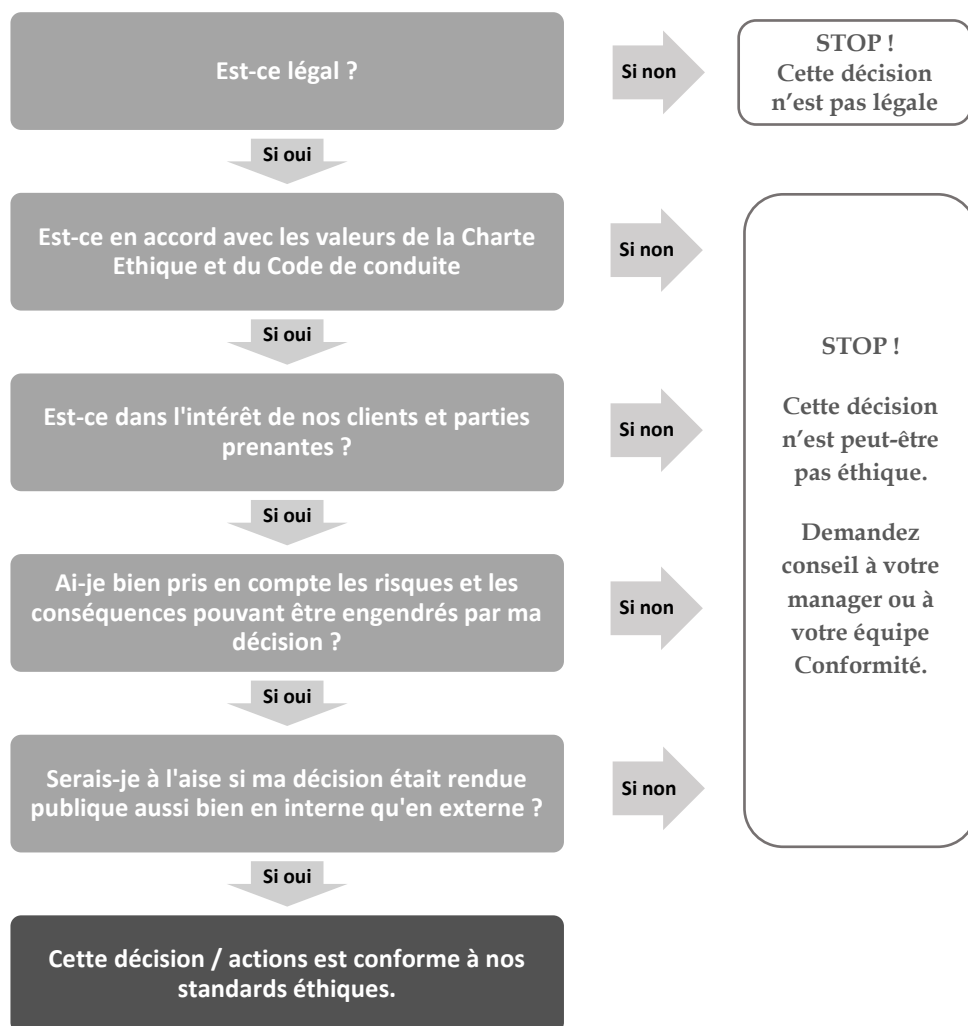 Est-ce légal ?
Si non
STOP !
Cette décision
n’est pas légale
Si oui
Est-ce en accord avec les valeurs de la Charte
Ethique et du Code de conduite
Si non
Si oui
Est-ce dans l'intérêt de nos clients et parties
prenantes ?
Si non
Si oui
Ai-je bien pris en compte les risques et les
conséquences pouvant être engendrés par ma
décision ?
Si non
Si oui
Serais-je à l'aise si ma décision était rendue
publique aussi bien en interne qu'en externe ?
Si non
STOP !
Cette décision
n’est peut-être
pas éthique.
Demandez
conseil à votre
manager ou à
votre équipe
Conformité.
Si oui
Cette décision / actions est conforme à nos
standards éthiques.